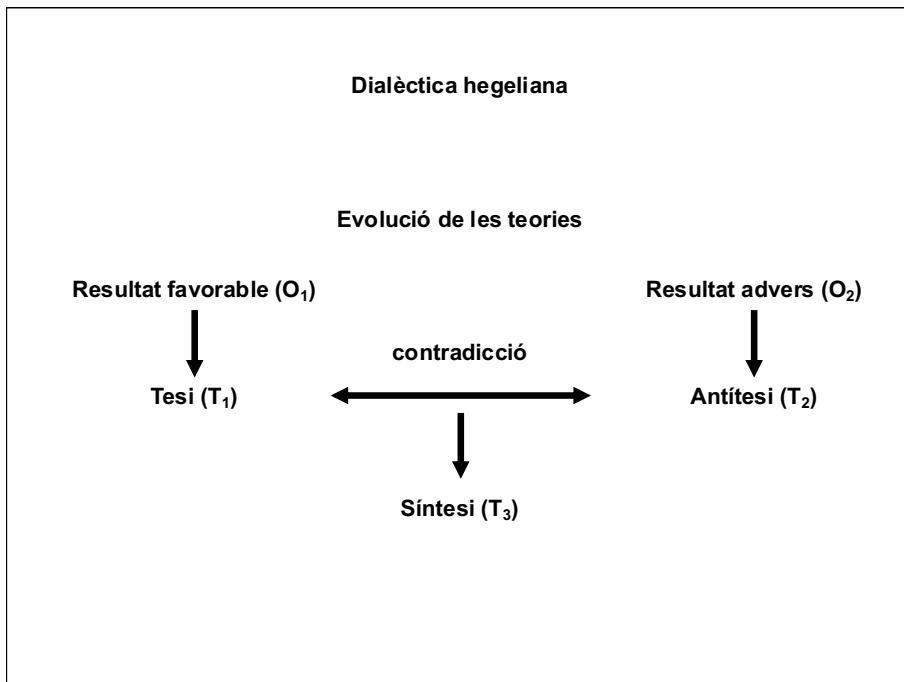 Dialèctica hegeliana
Evolució de les teories
Resultat favorable (O₁)
Resultat advers (O₂)
contradicció
Tesi (T₁)
Antítesi (T₂)
Síntesi (T₃)